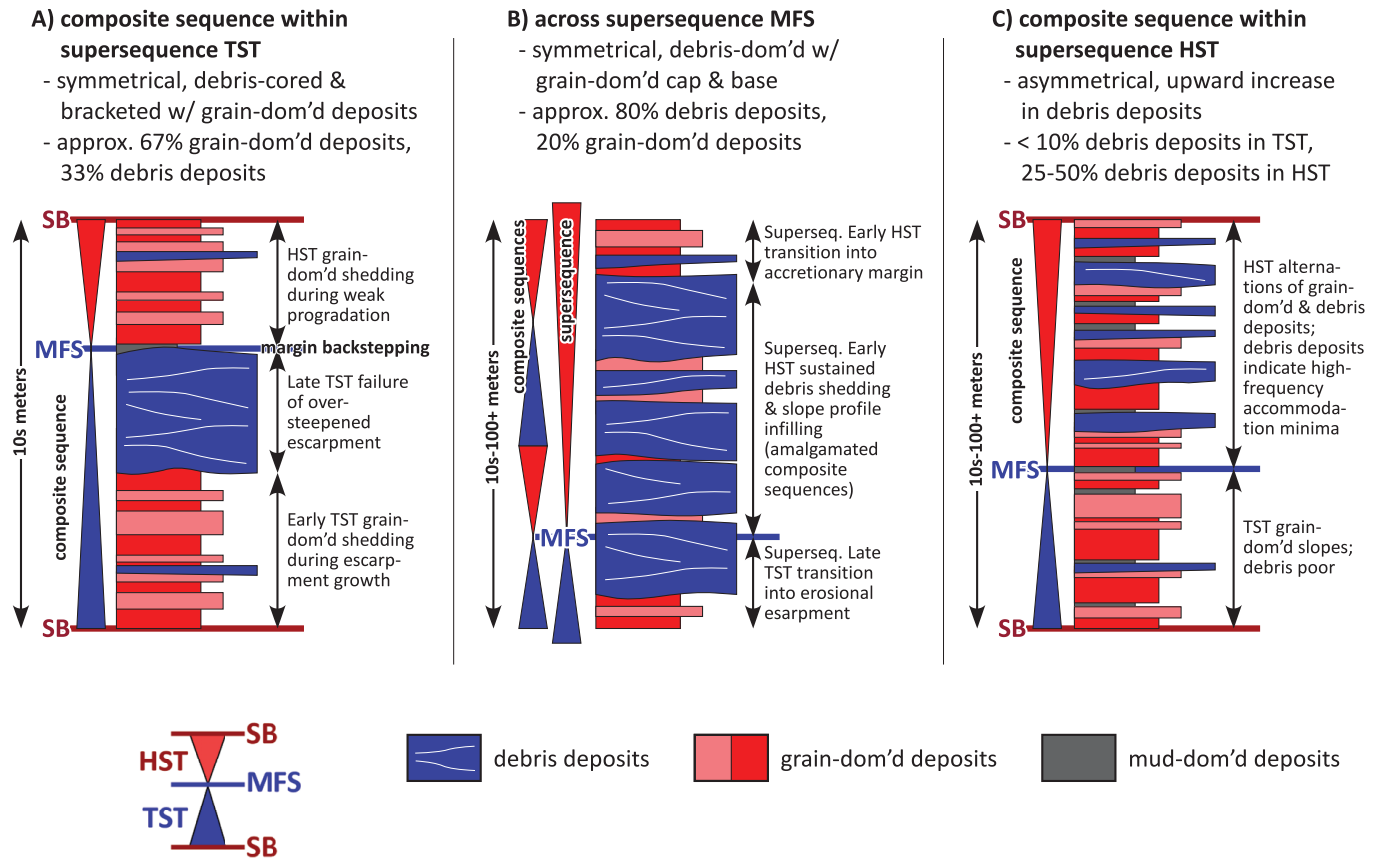 A) composite sequence within
supersequence TST
- symmetrical, debris-cored &
bracketed w/ grain-dom'd deposits
- approx. 67% grain-dom'd deposits,
33% debris deposits
SB
HST grain-
dom'd shedding
during weak
progradation
MFS
margin backstepping
Late TST failure
of over-
steepened
escarpment
10s meters
composite sequence
Early TST grain-
dom'd shedding
during escarp-
ment growth
SB
B) across supersequence MFS
- symmetrical, debris-dom'd w/
grain-dom'd cap & base
- approx. 80% debris deposits,
20% grain-dom'd deposits
10s-100+ meters
composite sequences
supersequence
Superseq. Early HST
transition into
accretionary margin
Superseq. Early
HST sustained
debris shedding
& slope profile
infilling
(amalgamated
composite
sequences)
MFS
Superseq. Late
TST transition
into erosional
esarpment
C) composite sequence within
supersequence HST
- asymmetrical, upward increase
in debris deposits
- < 10% debris deposits in TST,
25-50% debris deposits in HST
SB
10s-100+ meters
composite sequence
HST alterna-
tions of grain-
dom'd & debris
deposits;
debris deposits
indicate high-
frequency
accommoda-
tion minima
MFS
TST grain-
dom'd slopes;
debris poor
SB
SB
HST
MFS
TST
SB
debris deposits
grain-dom'd deposits
mud-dom'd deposits